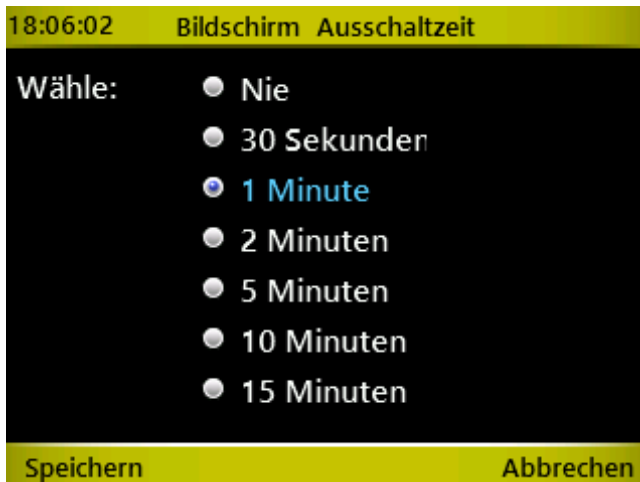 18:06:02 Bildschirm Ausschaltzeit
Wähle: Nie
30 Sekunden
1 Minute
2 Minuten
5 Minuten
10 Minuten
15 Minuten
Speichern Abbrechen